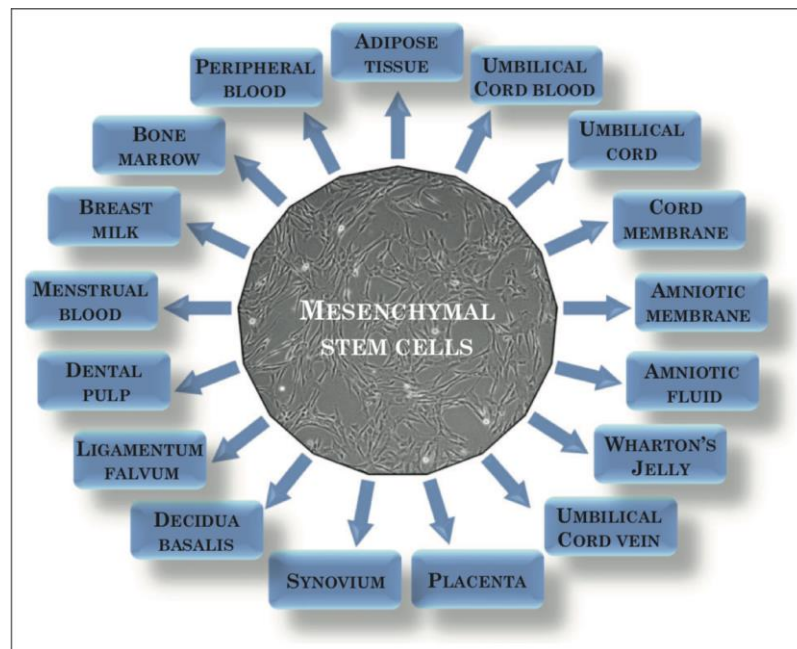 ADIPOSE
TISSUE
UMBILICAL
CORD BLOOD
UMBILICAL
CORD
CORD
MEMBRANE
AMNIOTIC
MEMBRANE
AMNIOTIC
FLUID
WHARTON'S
JELLY
UMBILICAL
CORD VEIN
PLACENTA
SYNOVIUM
DECIDUA
BASALIS
LIGAMENTUM
FALVUM
DENTAL
PULP
MENSTRUAL
BLOOD
BREAST
MILK
BONE
MARROW
PERIPHERAL
BLOOD
MESENCHYMAL
STEM CELLS